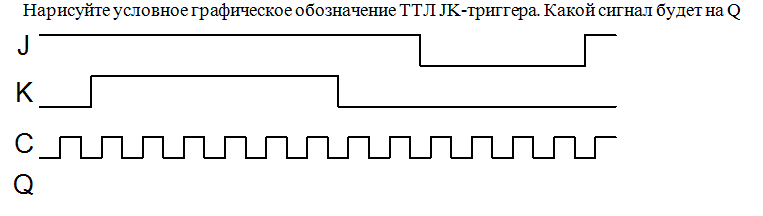 Нарисуйте условное графическое обозначение ТТЛ JK-триггера. Какой сигнал будет на Q
J
K
C
Q